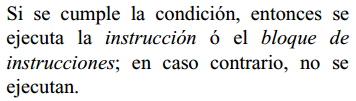 Si se cumple la condición, entonces se
ejecuta la instrucción ó el bloque de
instrucciones; en caso contrario, no se
ejecutan.